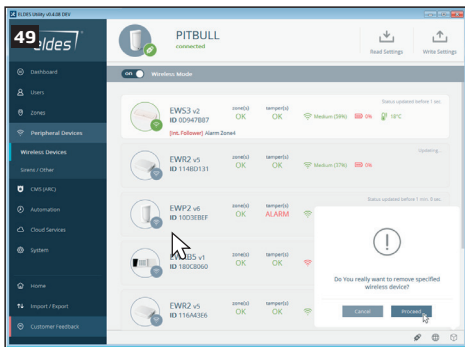 ELDES Utility v0.4.08 DEV
49
eldes
PITBULL
connected
Read Settings
Write Settings
Dashboard
Users
Zones
Peripheral Devices
Wireless Devices
Sirens / Other
CMS (ARC)
Automation
Cloud Services
System
Home
Import / Export
Customer Feedback
on
Wireless Mode
Status updated before 1 sec.
EWS3 v2
ID 00947BB7
zone(s)
OK
tamper(s)
OK
Medium (59%)
0%
18°C
[Int. Follower] Alarm Zone4
Updating...
EWR2 v5
ID 1148D131
zone(s)
OK
tamper(s)
OK
Medium (57%)
0%
Status updated before 1 min. 0 sec.
EWP2 v6
ID 10D3EBEF
zone(s)
OK
tamper(s)
ALARM
B5 v1
ID 180C8060
zone(s)
OK
tamper(s)
OK
EWR2 v5
ID 116A43E6
zone(s)
OK
tamper(s)
OK
Do You really want to remove specified
wireless device?
Cancel
Proceed